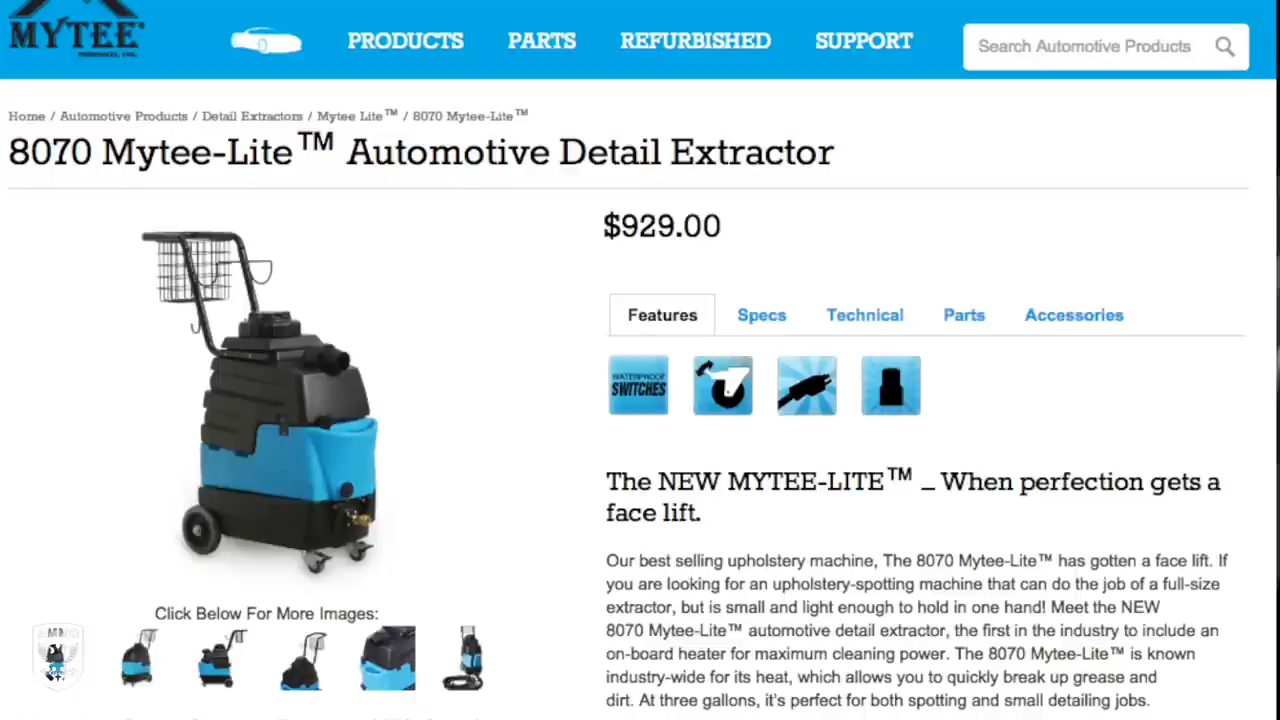 MYTEE
PRODUCTS, INC.
PRODUCTS
PARTS
REFURBISHED
SUPPORT
Search Automotive Products
Home / Automotive Products / Detail Extractors / Mytee Lite™ / 8070 Mytee-Lite™
8070 Mytee-Lite™ Automotive Detail Extractor
$929.00
Features
Specs
Technical
Parts
Accessories
WATERPROOF
SWITCHES
The NEW MYTEE-LITE™ _ When perfection gets a
face lift.
Our best selling upholstery machine, The 8070 Mytee-Lite™ has gotten a face lift. If
you are looking for an upholstery-spotting machine that can do the job of a full-size
extractor, but is small and light enough to hold in one hand! Meet the NEW
8070 Mytee-Lite™ automotive detail extractor, the first in the industry to include an
on-board heater for maximum cleaning power. The 8070 Mytee-Lite™ is known
industry-wide for its heat, which allows you to quickly break up grease and
dirt. At three gallons, it's perfect for both spotting and small detailing jobs.
Click Below For More Images:
AMMO